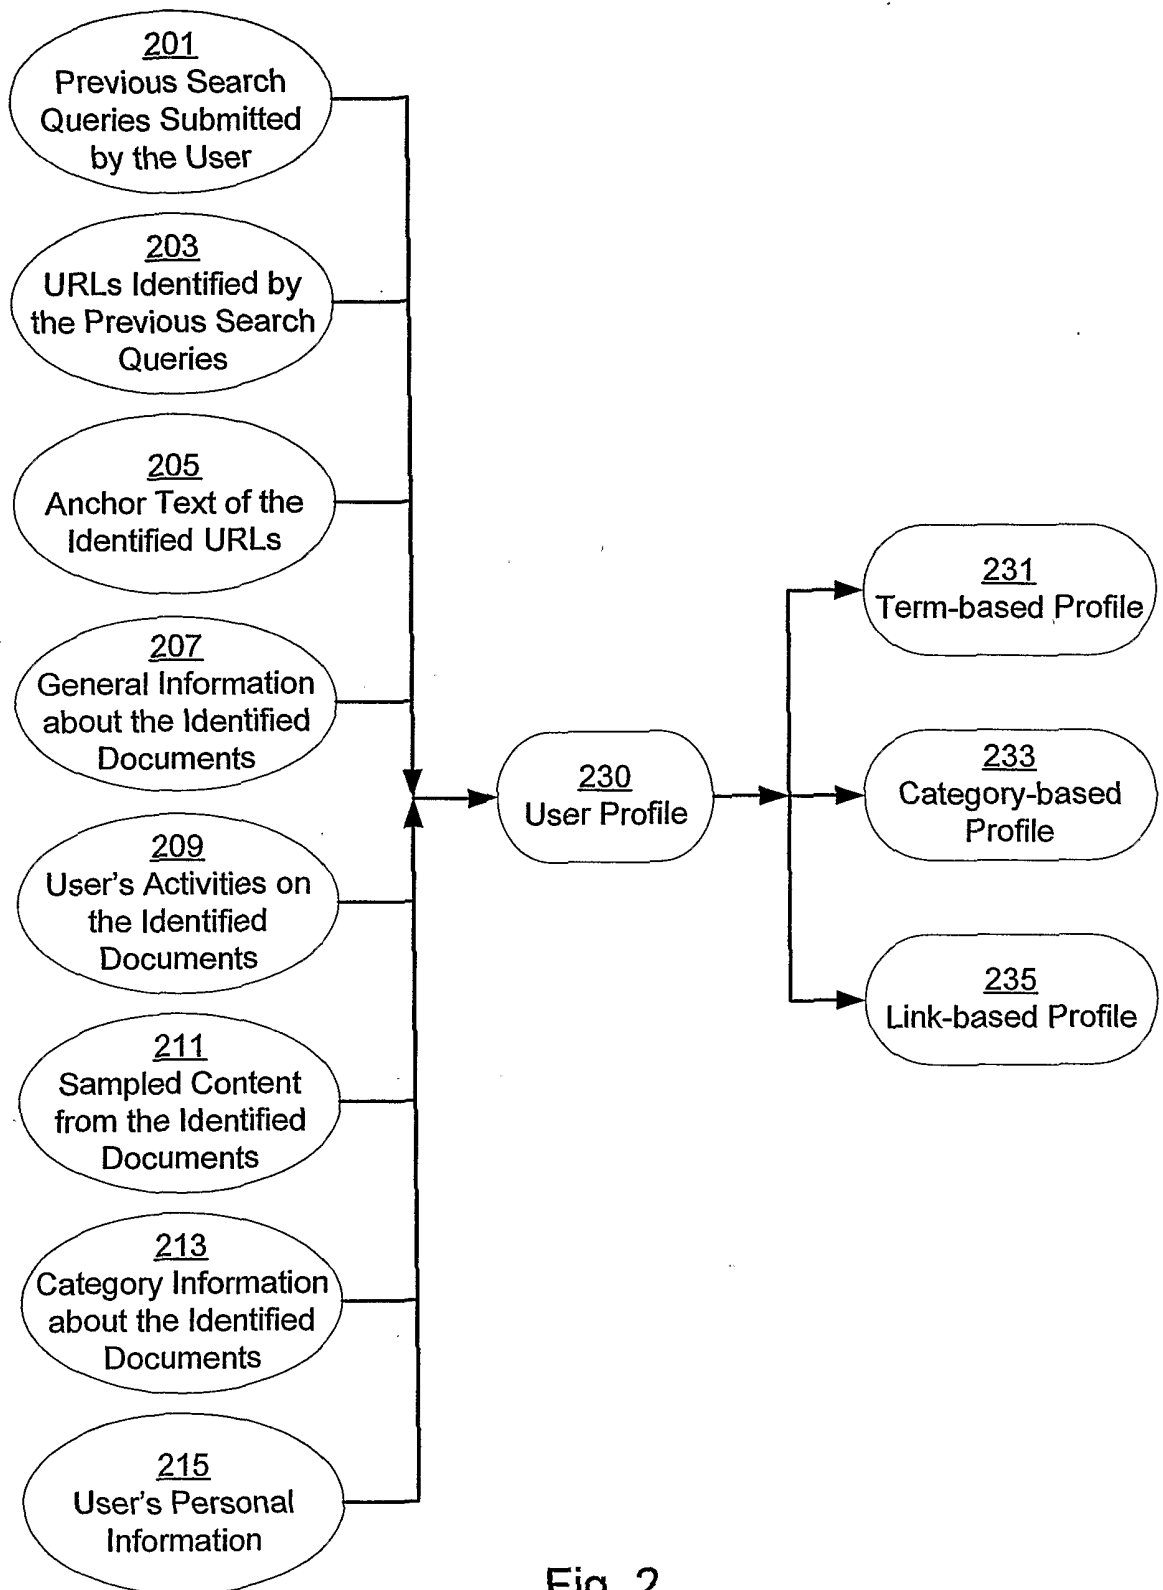 201
Previous Search
Queries Submitted
by the User
203
URLs Identified by
the Previous Search
Queries
205
Anchor Text of the
Identified URLs
207
General Information
about the Identified
Documents
209
User's Activities on
the Identified
Documents
211
Sampled Content
from the Identified
Documents
213
Category Information
about the Identified
Documents
215
User's Personal
Information
230
User Profile
231
Term-based Profile
233
Category-based
Profile
235
Link-based Profile
Fig. 2